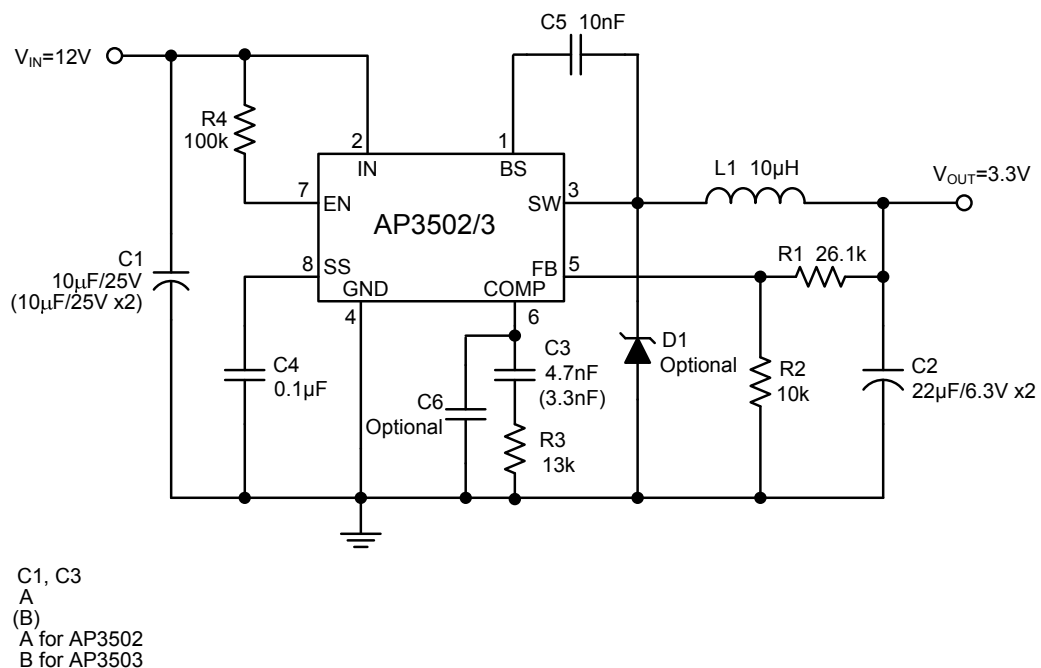 C5 10nF
V_IN=12V
R4
100k
2
1
IN
BS
L1 10µH
V_OUT=3.3V
7
EN
SW
3
AP3502/3
C1
10µF/25V
(10µF/25V x2)
8
SS
FB
5
R1 26.1k
GND
COMP
4
6
C4
0.1µF
C6
Optional
C3
4.7nF
(3.3nF)
R3
13k
D1
Optional
R2
10k
C2
22µF/6.3V x2
C1, C3
A
(B)
A for AP3502
B for AP3503